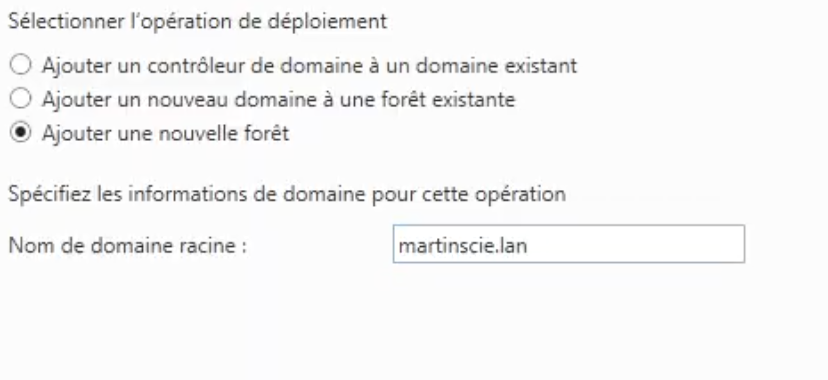 Sélectionner l'opération de déploiement
Ajouter un contrôleur de domaine à un domaine existant
Ajouter un nouveau domaine à une forêt existante
Ajouter une nouvelle forêt
Spécifiez les informations de domaine pour cette opération
Nom de domaine racine : martinscie.lan